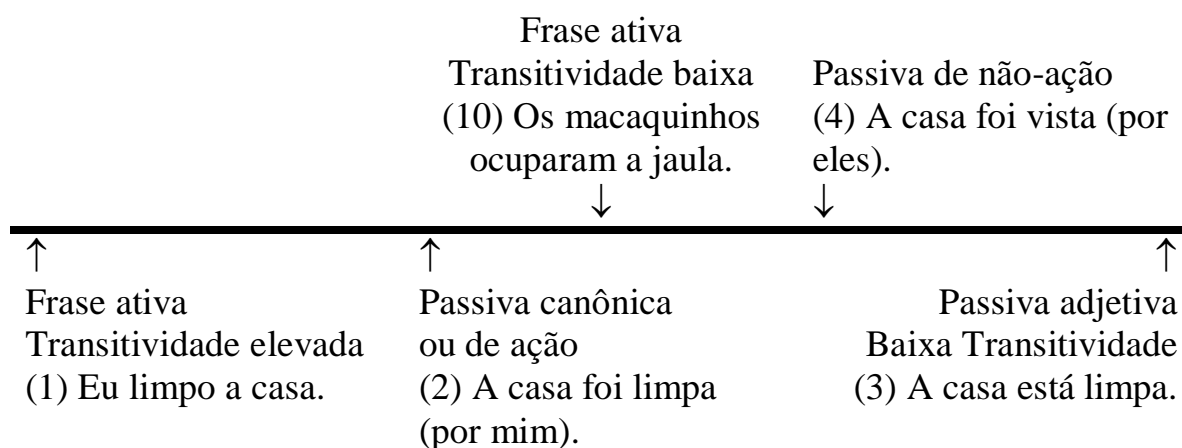 Frase ativa
Transitividade baixa
(10) Os macaquinhos
ocuparam a jaula.
↓
Passiva de não-ação
(4) A casa foi vista (por
eles).
↓
↑
Frase ativa
Transitividade elevada
(1) Eu limpo a casa.
↑
Passiva canônica
ou de ação
(2) A casa foi limpa
(por mim).
↑
Passiva adjetiva
Baixa Transitividade
(3) A casa está limpa.